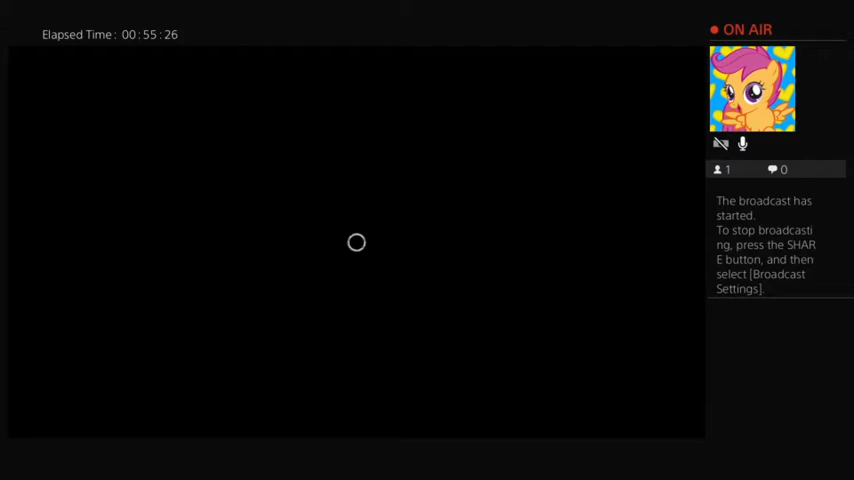 Elapsed Time : 00:55:26
ON AIR
1 0
The broadcast has
started.
To stop broadcasti
ng, press the SHAR
E button, and then
select [Broadcast
Settings].